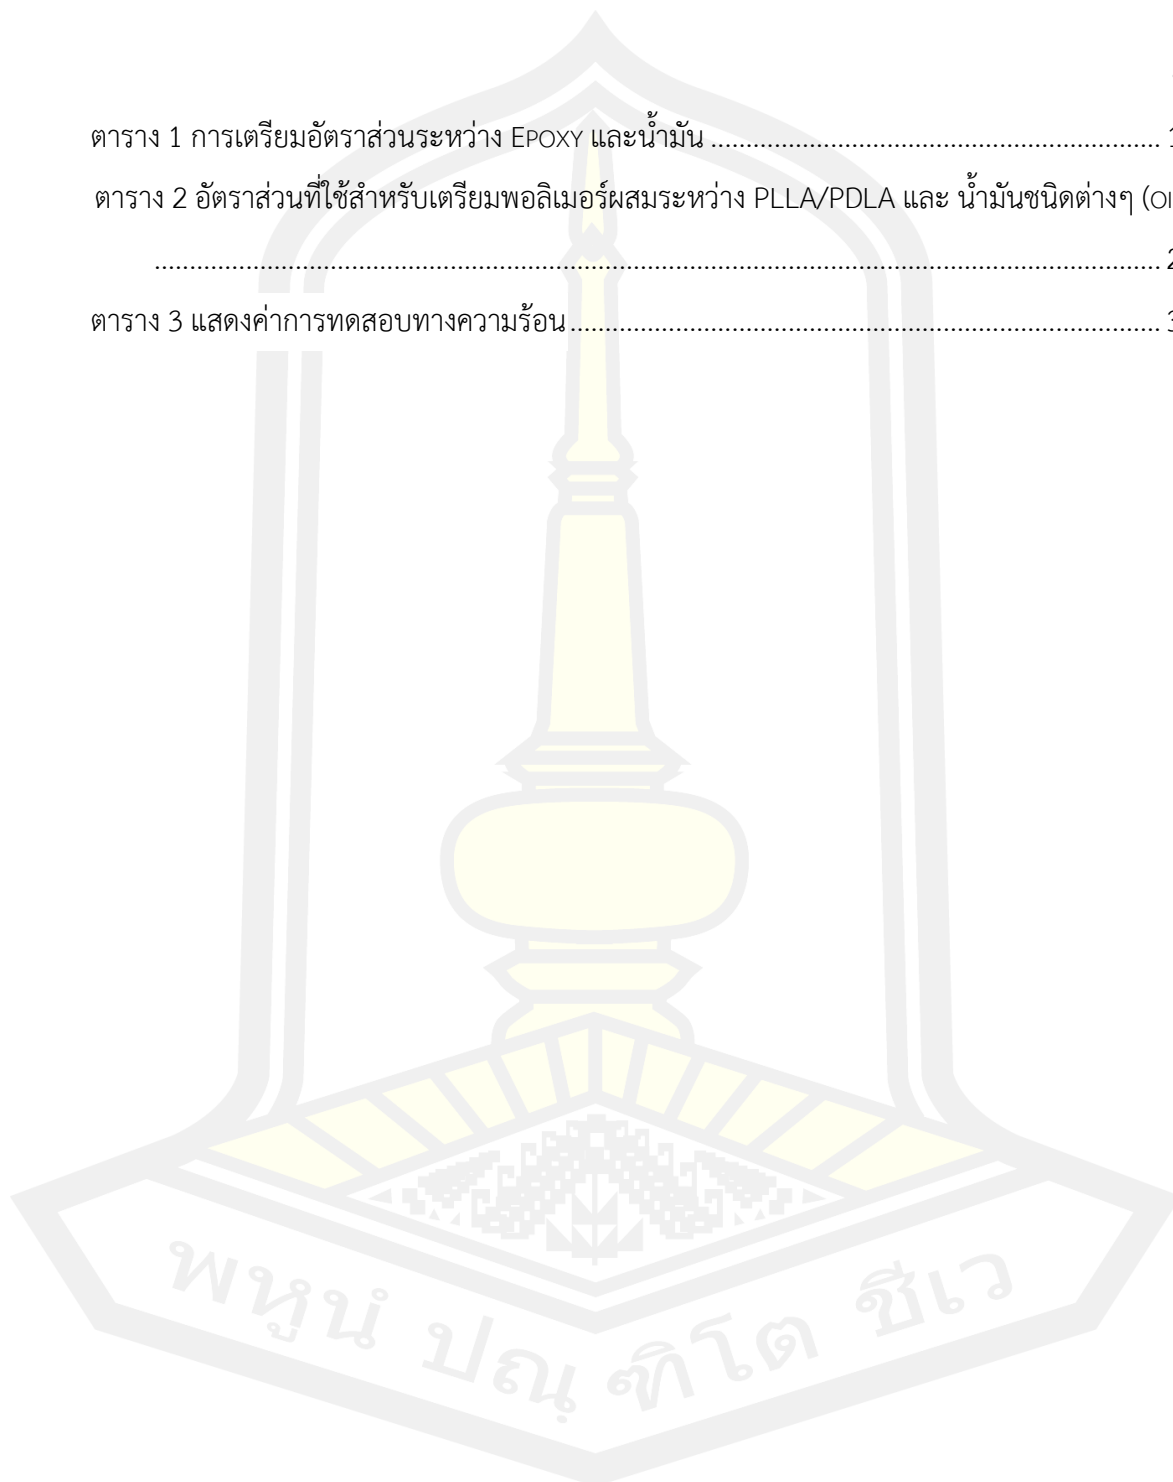 ตาราง 1 การเตรียมอัตราส่วนระหว่าง EPOXY และน้ำมัน ................................................................ 1
ตาราง 2 อัตราส่วนที่ใช้สำหรับเตรียมพอลิเมอร์ผสมระหว่าง PLLA/PDLA และ น้ำมันชนิดต่างๆ (OI
................................................................................................................................................ 2
ตาราง 3 แสดงค่าการทดสอบทางความร้อน .................................................................................... 3
พหูนํ ปณฺฑิโต ชีเว